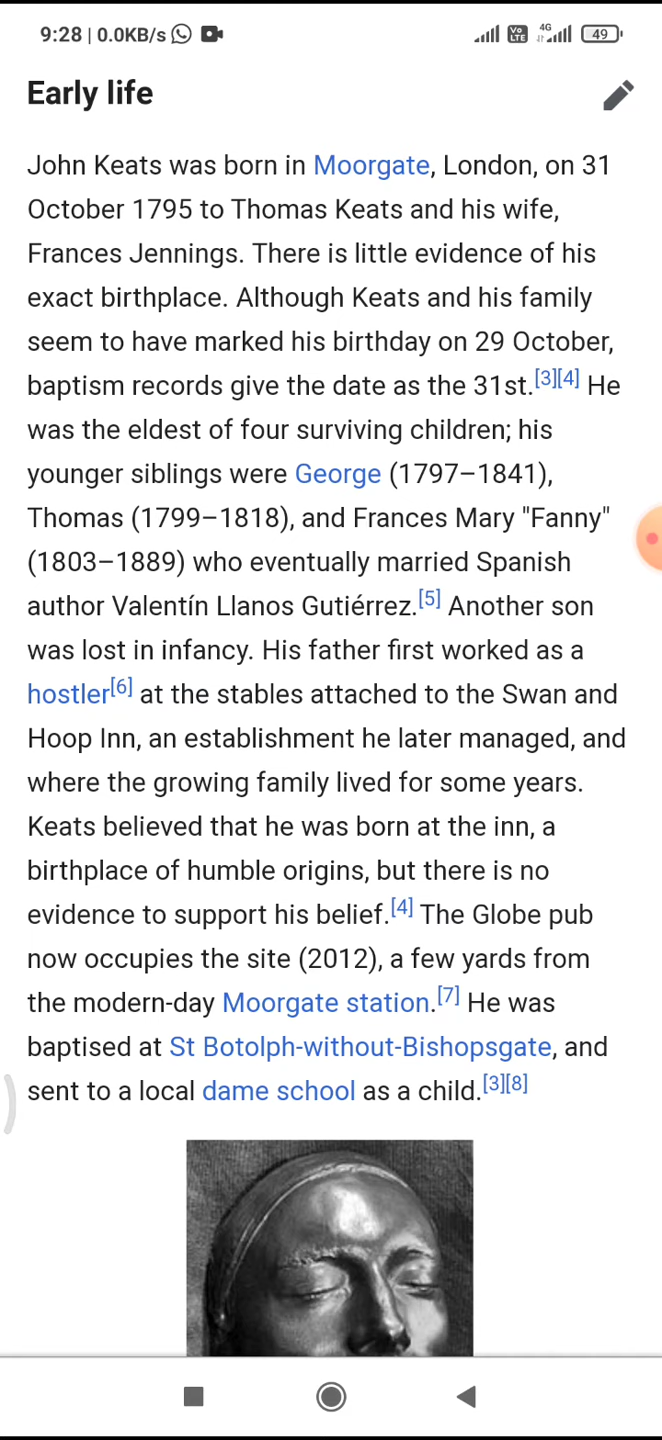 9:28 | 0.0KB/s
Vo LTE 4G 49
Early life
John Keats was born in Moorgate, London, on 31
October 1795 to Thomas Keats and his wife,
Frances Jennings. There is little evidence of his
exact birthplace. Although Keats and his family
seem to have marked his birthday on 29 October,
baptism records give the date as the 31st.[3][4] He
was the eldest of four surviving children; his
younger siblings were George (1797–1841),
Thomas (1799–1818), and Frances Mary "Fanny"
(1803–1889) who eventually married Spanish
author Valentín Llanos Gutiérrez.[5] Another son
was lost in infancy. His father first worked as a
hostler[6] at the stables attached to the Swan and
Hoop Inn, an establishment he later managed, and
where the growing family lived for some years.
Keats believed that he was born at the inn, a
birthplace of humble origins, but there is no
evidence to support his belief.[4] The Globe pub
now occupies the site (2012), a few yards from
the modern-day Moorgate station.[7] He was
baptised at St Botolph-without-Bishopsgate, and
sent to a local dame school as a child.[3][8]